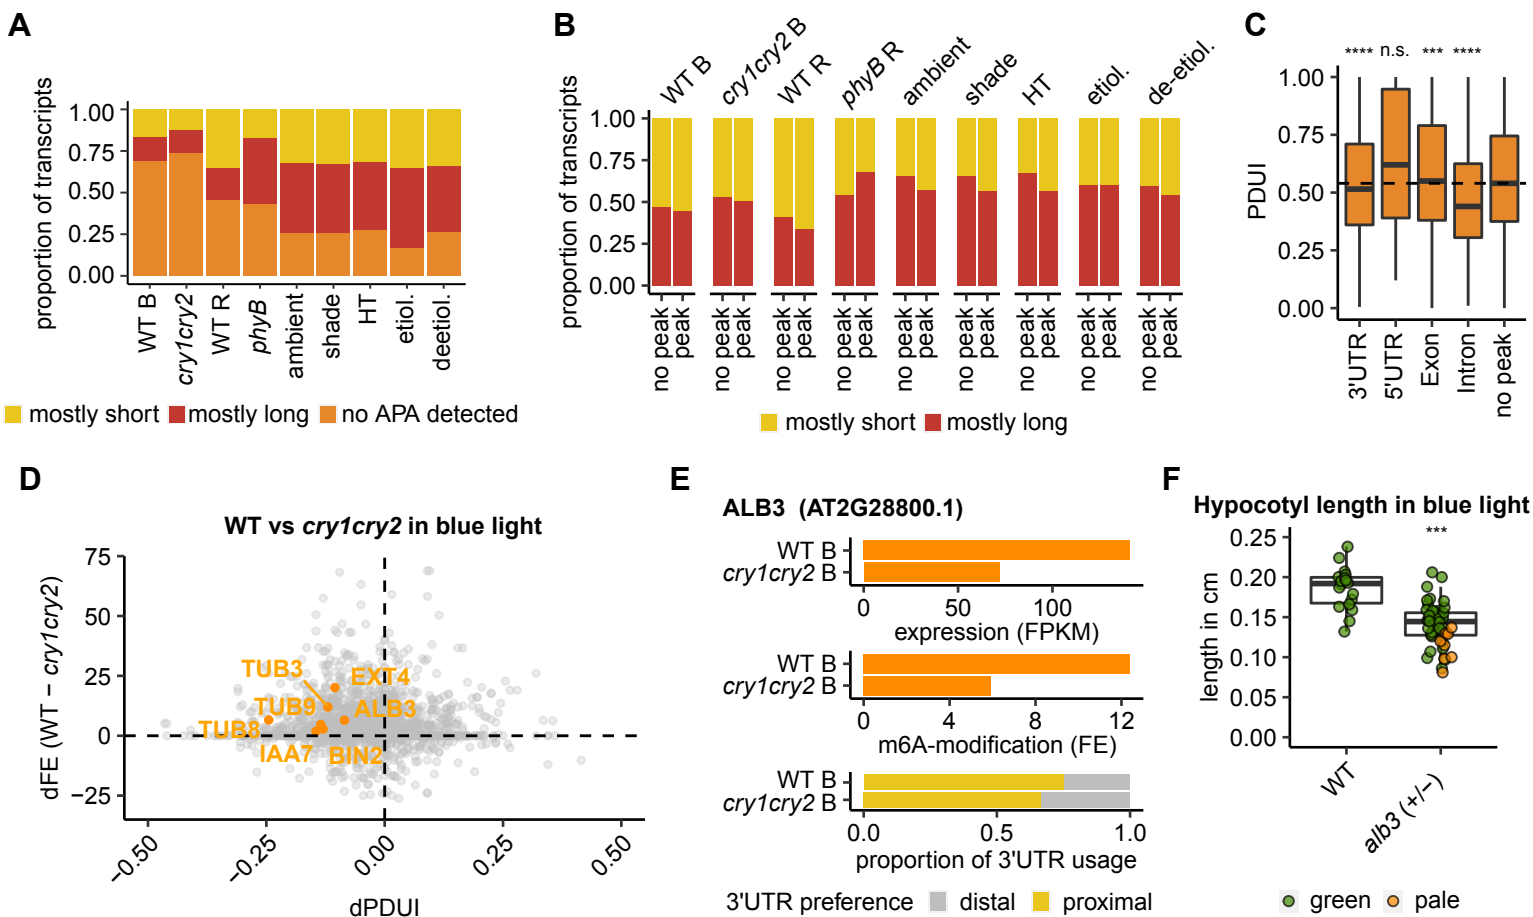 A
proportion of transcripts
1.00
0.75
0.50
0.25
0.00
WT B
cry1cry2
WT R
phyB
ambient
shade
HT
etiol.
deetiol.
mostly short mostly long no APA detected
B
WT B
cry1cry2 B
WT R
phyB R
ambient
shade
HT
etiol.
de-etiol.
proportion of transcripts
1.00
0.75
0.50
0.25
0.00
no peak
peak
no peak
peak
no peak
peak
no peak
peak
no peak
peak
no peak
peak
no peak
peak
no peak
peak
no peak
peak
mostly short mostly long
C
**** n.s. *** ****
PDUI
1.00
0.75
0.50
0.25
0.00
3'UTR
5'UTR
Exon
Intron
no peak
D
WT vs cry1cry2 in blue light
dFE (WT − cry1cry2)
75
50
25
0
−25
TUB3
EXT4
TUB9
ALB3
TUB8
IAA7
BIN2
−0.50
−0.25
0.00
0.25
0.50
dPDUI
E
ALB3 (AT2G28800.1)
WT B
cry1cry2 B
0 50 100
expression (FPKM)
WT B
cry1cry2 B
0 4 8 12
m6A-modification (FE)
WT B
cry1cry2 B
0.0 0.5 1.0
proportion of 3'UTR usage
3'UTR preference distal proximal
F
Hypocotyl length in blue light
***
length in cm
0.25
0.20
0.15
0.10
0.05
0.00
WT
alb3 (+/−)
green pale